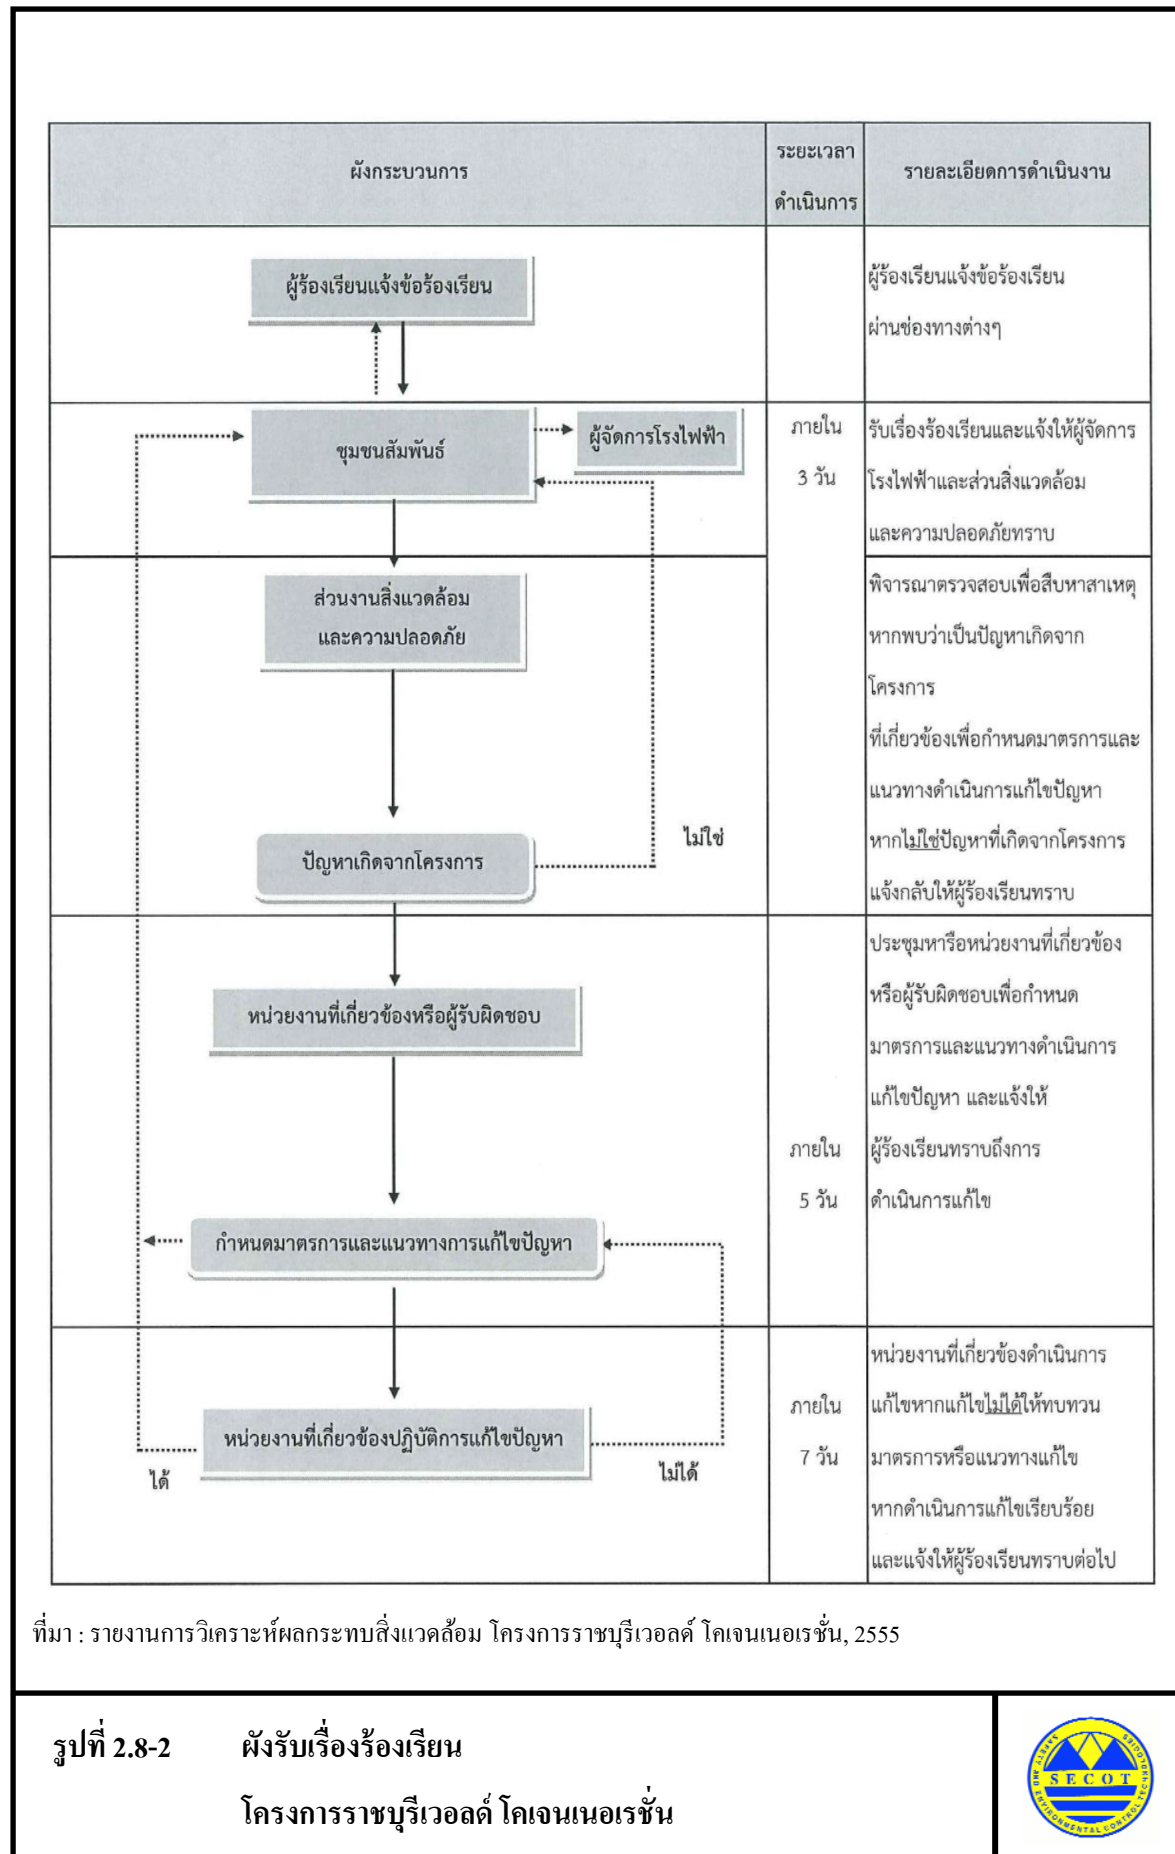 ผังกระบวนการ
ระยะเวลา
ดำเนินการ
รายละเอียดการดำเนินงาน
ผู้ร้องเรียนแจ้งข้อร้องเรียน
ผู้ร้องเรียนแจ้งข้อร้องเรียน
ผ่านช่องทางต่างๆ
ชุมชนสัมพันธ์
ผู้จัดการโรงไฟฟ้า
ภายใน
3 วัน
รับเรื่องร้องเรียนและแจ้งให้ผู้จัดการ
โรงไฟฟ้าและส่วนสิ่งแวดล้อม
และความปลอดภัยทราบ
ส่วนงานสิ่งแวดล้อม
และความปลอดภัย
ปัญหาเกิดจากโครงการ
ไม่ใช่
พิจารณาตรวจสอบเพื่อสืบหาสาเหตุ
หากพบว่าเป็นปัญหาเกิดจาก
โครงการ
ที่เกี่ยวข้องเพื่อกำหนดมาตรการและ
แนวทางดำเนินการแก้ไขปัญหา
หากไม่ใช่ปัญหาที่เกิดจากโครงการ
แจ้งกลับให้ผู้ร้องเรียนทราบ
หน่วยงานที่เกี่ยวข้องหรือผู้รับผิดชอบ
กำหนดมาตรการและแนวทางการแก้ไขปัญหา
ภายใน
5 วัน
ประชุมหารือหน่วยงานที่เกี่ยวข้อง
หรือผู้รับผิดชอบเพื่อกำหนด
มาตรการและแนวทางดำเนินการ
แก้ไขปัญหา และแจ้งให้
ผู้ร้องเรียนทราบถึงการ
ดำเนินการแก้ไข
หน่วยงานที่เกี่ยวข้องปฏิบัติการแก้ไขปัญหา
ได้
ไม่ได้
ภายใน
7 วัน
หน่วยงานที่เกี่ยวข้องดำเนินการ
แก้ไขหากแก้ไขไม่ได้ให้ทบทวน
มาตรการหรือแนวทางแก้ไข
หากดำเนินการแก้ไขเรียบร้อย
และแจ้งให้ผู้ร้องเรียนทราบต่อไป
ที่มา : รายงานการวิเคราะห์ผลกระทบสิ่งแวดล้อม โครงการราชบุรีเวอลด์ โคเจนเนอเรชั่น, 2555
รูปที่ 2.8-2 ผังรับเรื่องร้องเรียน
โครงการราชบุรีเวอลด์ โคเจนเนอเรชั่น
SECOT
SAFETY AND ENVIRONMENTAL CONTROL TECHNOLOGIES